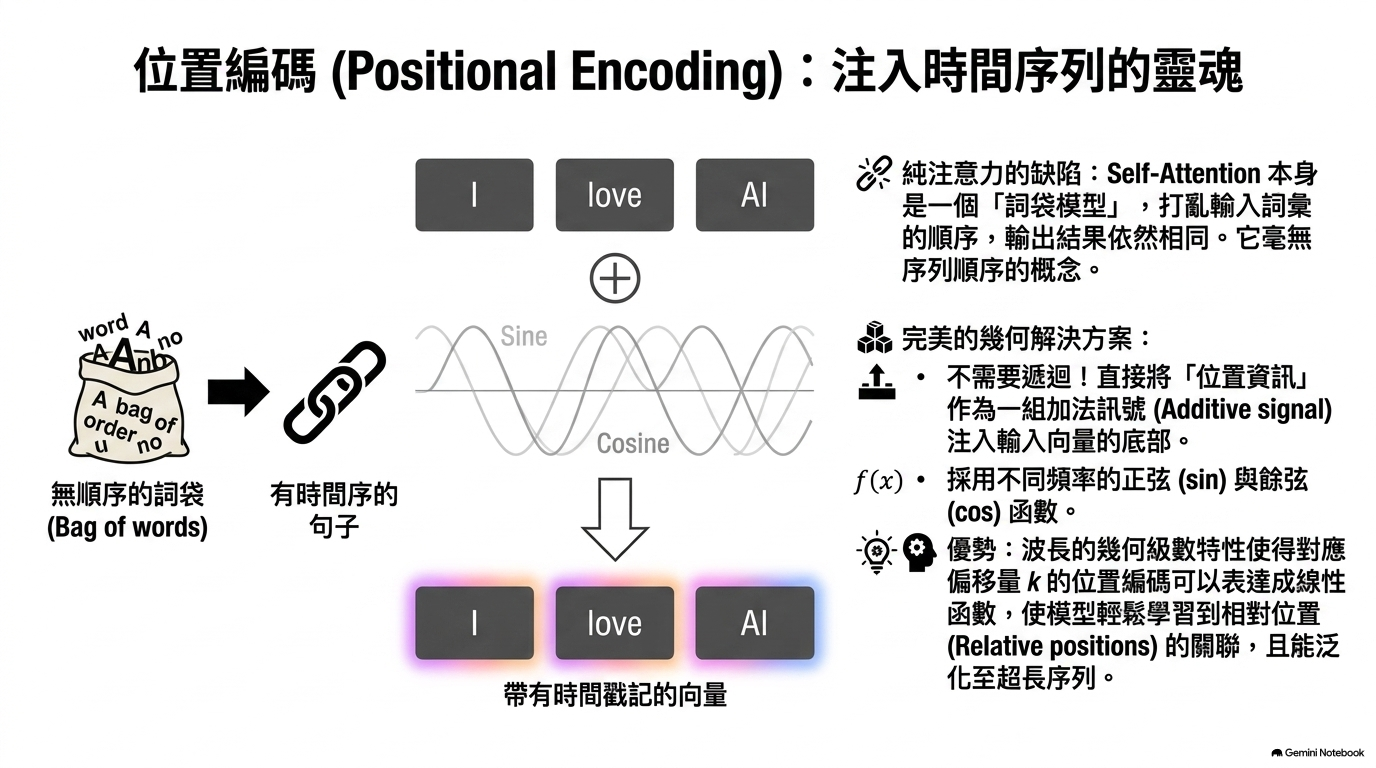 位置編碼 (Positional Encoding)：注入時間序列的靈魂
I
love
AI
Sine
Cosine
word A
no
A
A
A bag of
order
u
no
無順序的詞袋
(Bag of words)
有時間序的
句子
I
love
AI
帶有時間戳記的向量
純注意力的缺陷：Self-Attention 本身
是一個「詞袋模型」，打亂輸入詞彙
的順序，輸出結果依然相同。它毫無
序列順序的概念。
完美的幾何解決方案：
• 不需要遞迴！直接將「位置資訊」
作為一組加法訊號 (Additive signal)
注入輸入向量的底部。
f(x) • 採用不同頻率的正弦 (sin) 與餘弦
(cos) 函數。
優勢：波長的幾何級數特性使得對應
偏移量 k 的位置編碼可以表達成線性
函數，使模型輕鬆學習到相對位置
(Relative positions) 的關聯，且能泛
化至超長序列。
Gemini Notebook